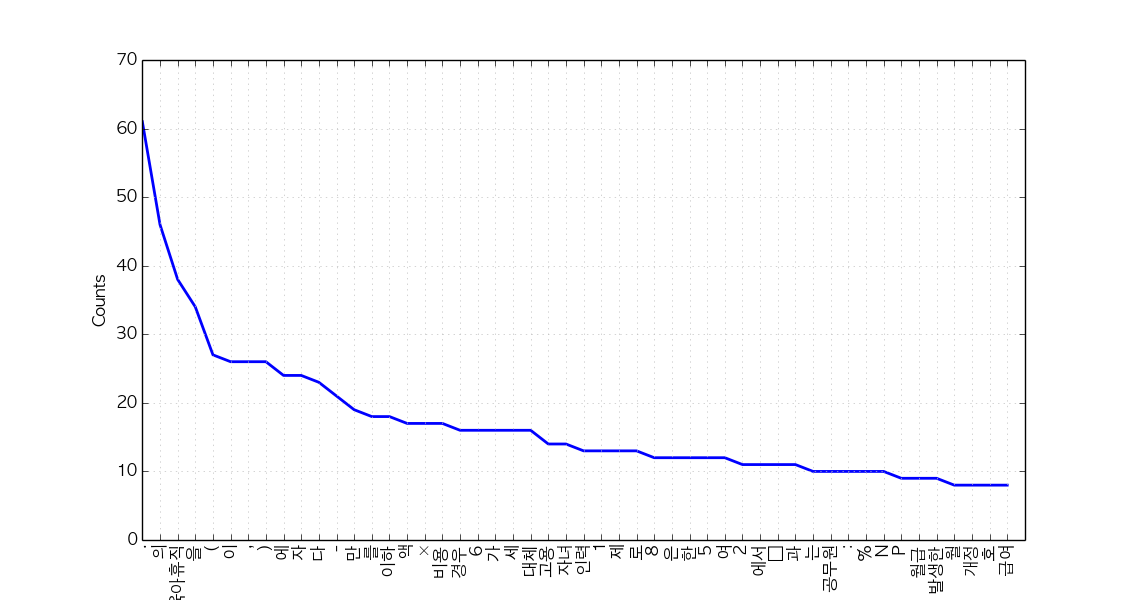 70
60
50
40
30
20
10
0
Counts
.
의
육아휴직
을
(
이
,
)
에
자
다
-
만
를
이하
액
×
비용
경우
6
가
세
대체
고용
자녀
인력
1
제
로
8
은
한
5
여
2
에서
□
과
는
공무원
:
%
N
P
월급
발생한
월
개정
호
급여